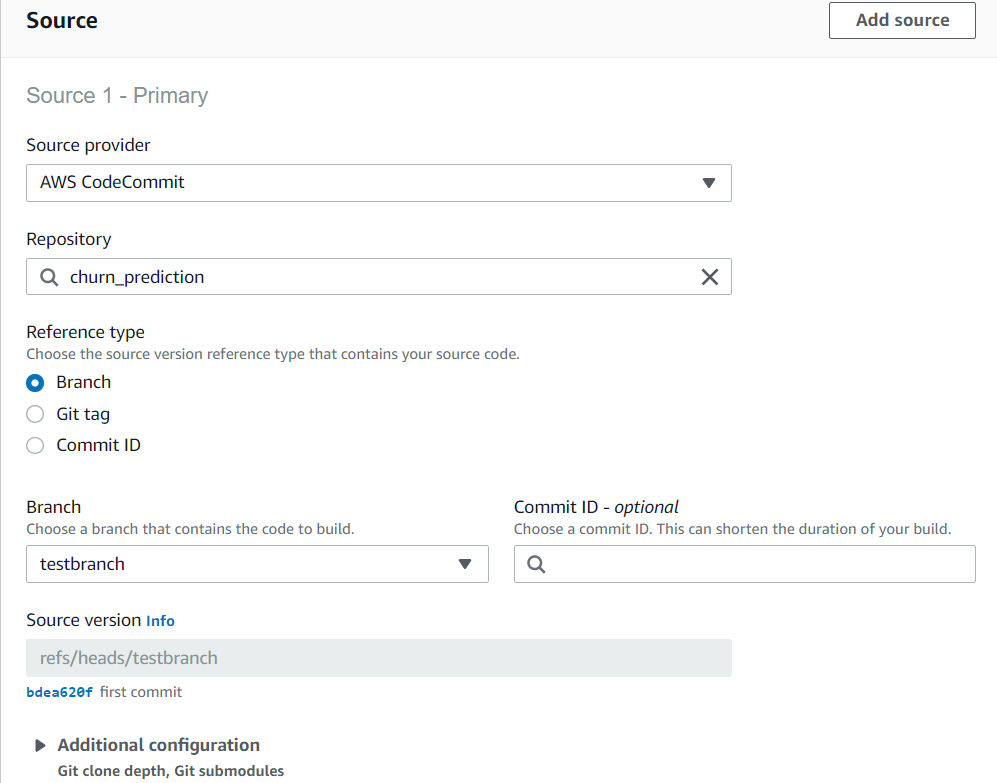 Source
Add source
Source 1 - Primary
Source provider
AWS CodeCommit
Repository
churn_prediction
Reference type
Choose the source version reference type that contains your source code.
Branch
Git tag
Commit ID
Branch
Choose a branch that contains the code to build.
testbranch
Commit ID - optional
Choose a commit ID. This can shorten the duration of your build.
Source version Info
refs/heads/testbranch
bdea620f first commit
Additional configuration
Git clone depth, Git submodules